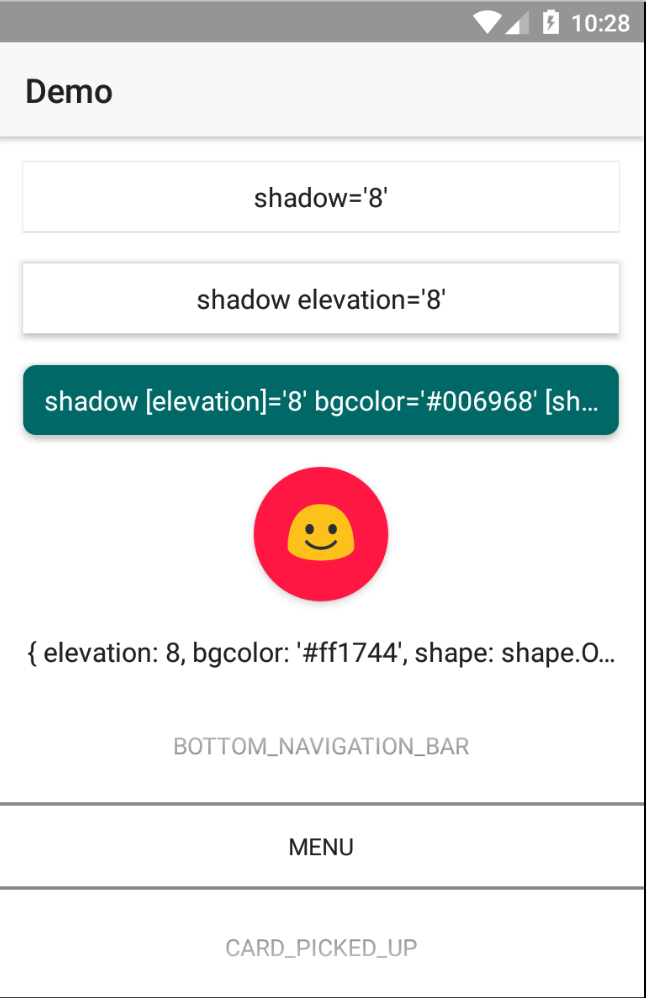 10:28
Demo
shadow='8'
shadow elevation='8'
shadow [elevation]='8' bgcolor='#006968' [sh...
{ elevation: 8, bgcolor: '#ff1744', shape: shape.O...
BOTTOM_NAVIGATION_BAR
MENU
CARD_PICKED_UP